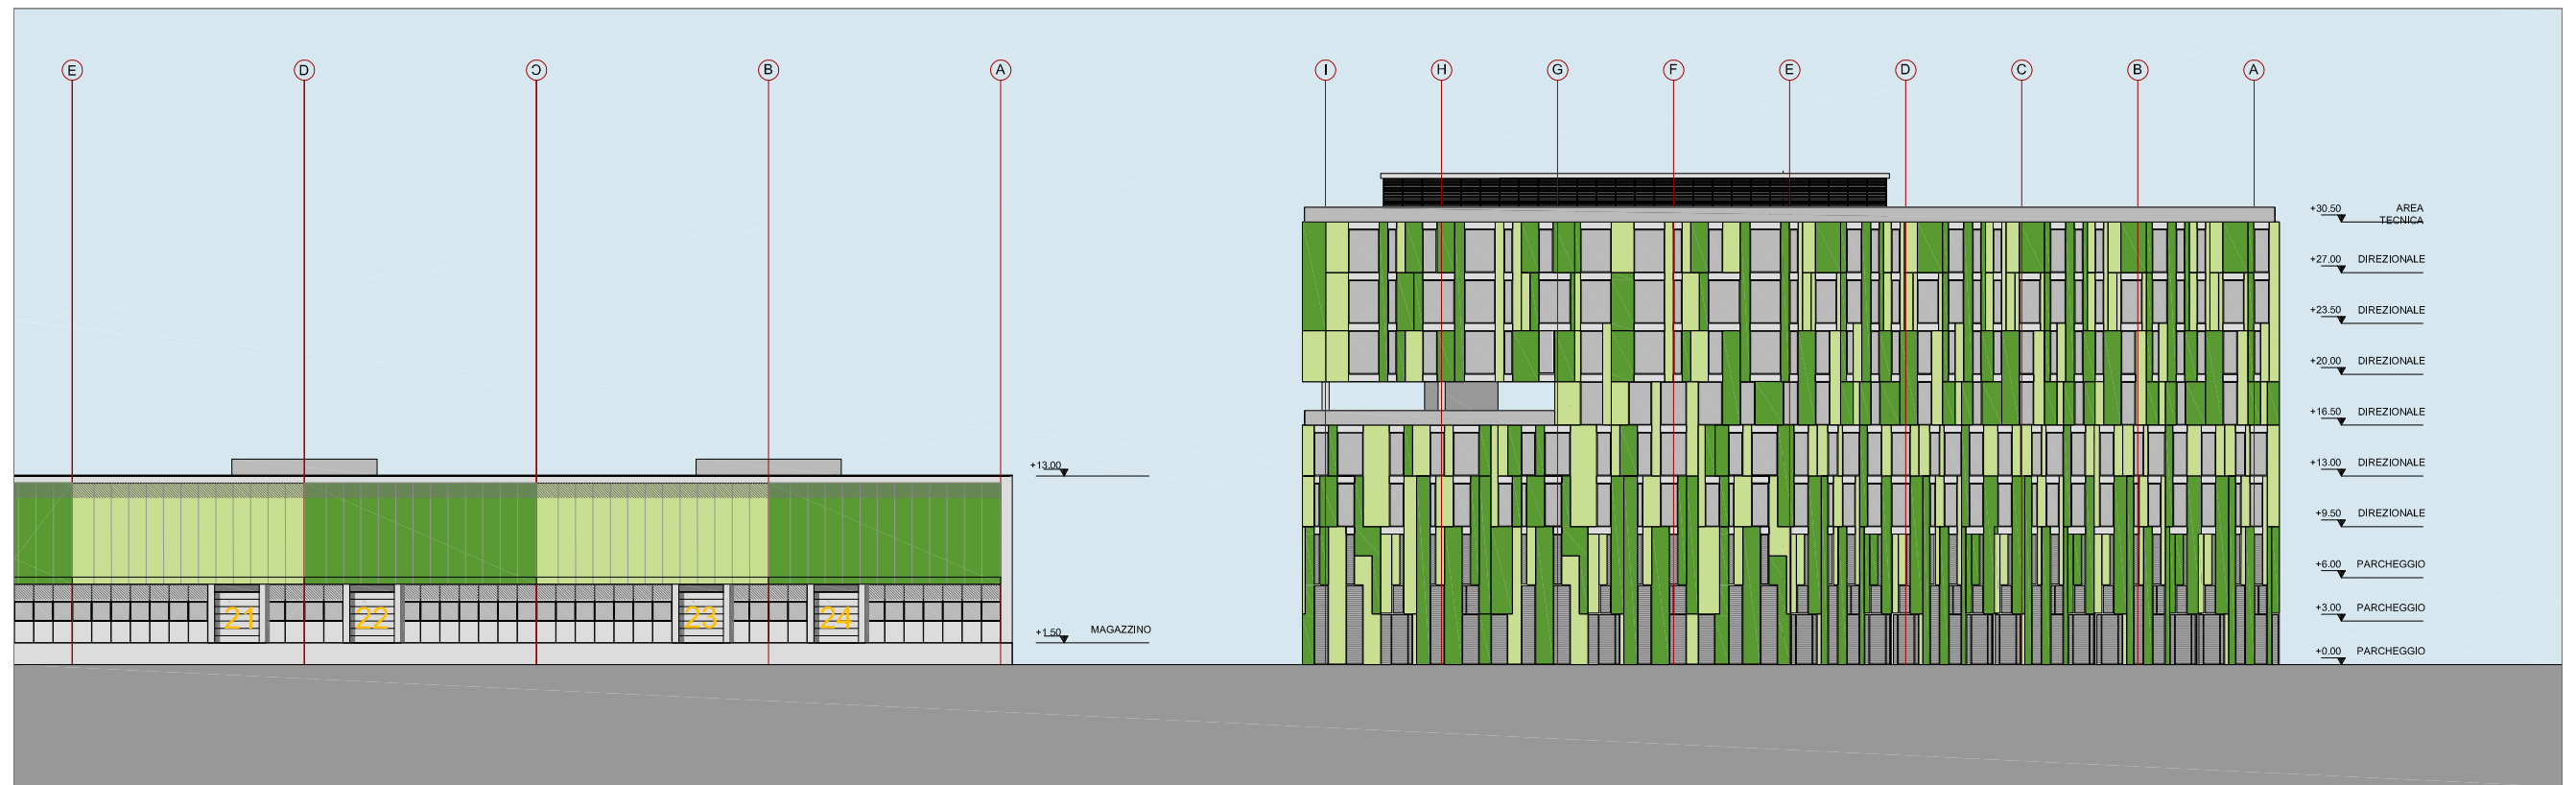 E D Ɔ B A I H G F E D C B A
+30.50 AREA
TECNICA
+27.00 DIREZIONALE
+23.50 DIREZIONALE
+20.00 DIREZIONALE
+16.50 DIREZIONALE
+13.00
+13.00 DIREZIONALE
+9.50 DIREZIONALE
+6.00 PARCHEGGIO
21 22 23 24
+3.00 PARCHEGGIO
+1.50 MAGAZZINO
+0.00 PARCHEGGIO